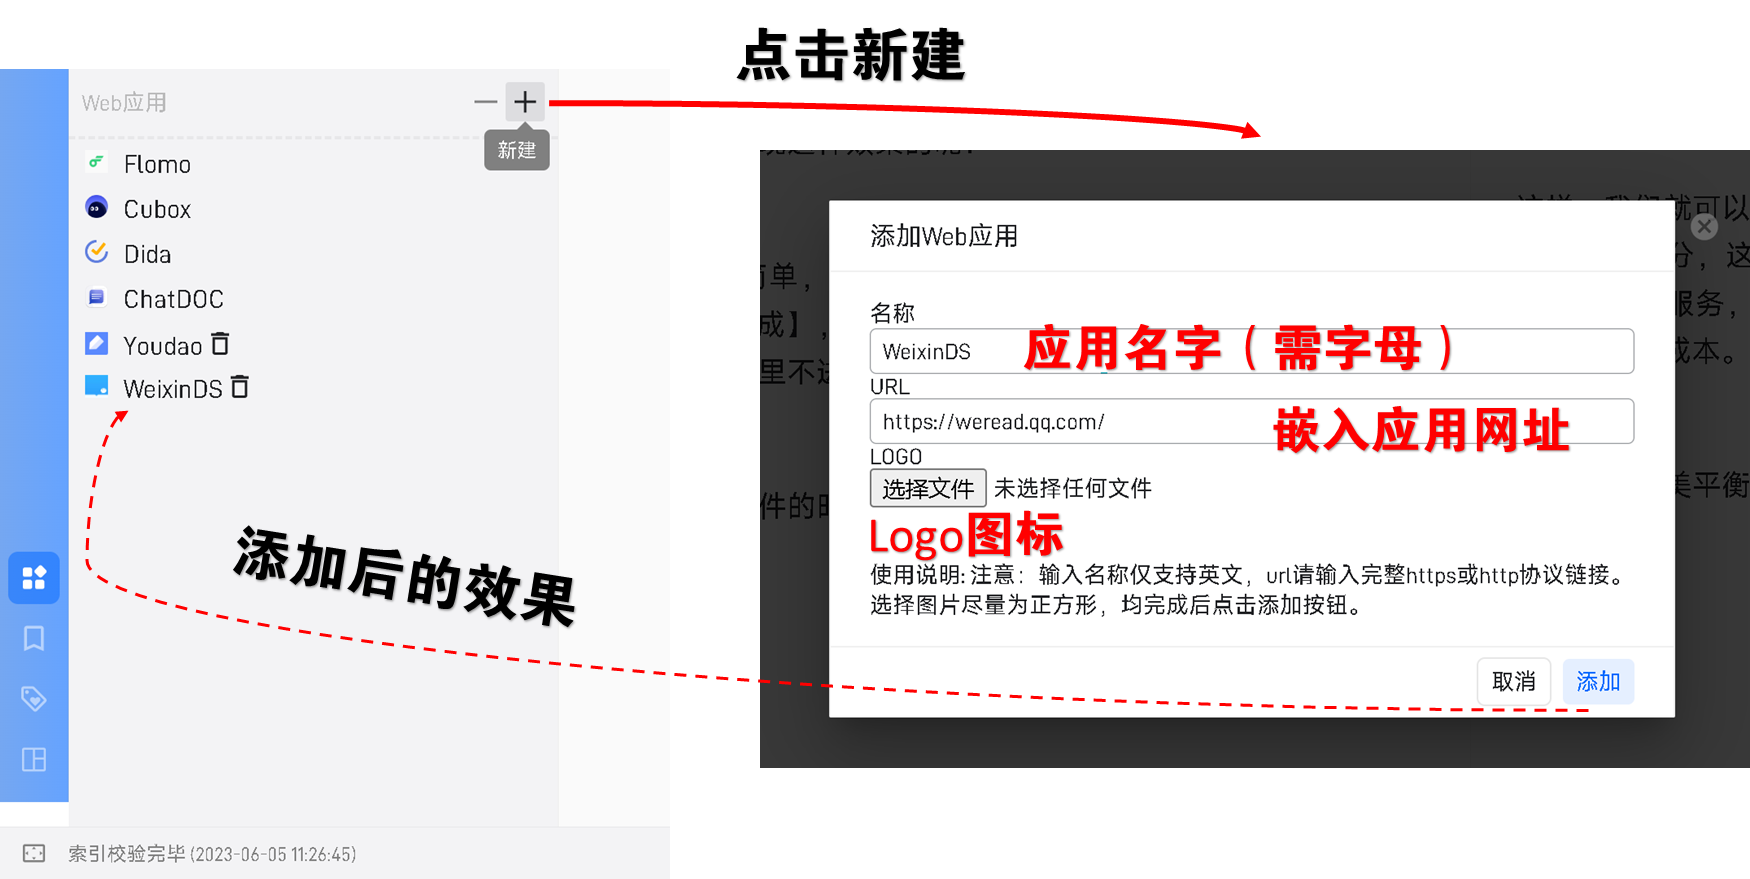 点击新建
Web应用
新建
Flomo
Cubox
Dida
ChatDOC
Youdao
WeixinDS
添加后的效果
索引校验完毕 (2023-06-05 11:26:45)
添加Web应用
名称
WeixinDS
应用名字（需字母）
URL
https://weread.qq.com/
嵌入应用网址
LOGO
选择文件 未选择任何文件
Logo图标
使用说明: 注意：输入名称仅支持英文，url请输入完整https或http协议链接。
选择图片尽量为正方形，均完成后点击添加按钮。
取消 添加
单，
成】，
里不
件的
就可以
分，这
服务，
成本。
美平衡